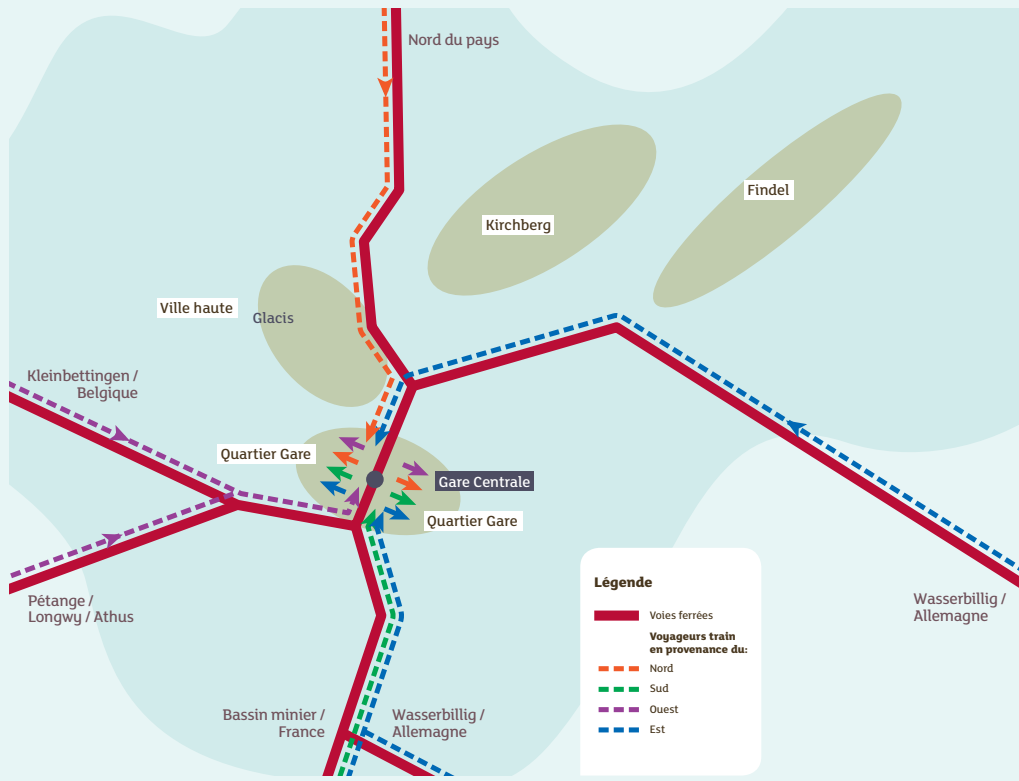 Nord du pays
Findel
Kirchberg
Ville haute
Glacis
Kleinbettingen /
Belgique
Quartier Gare
Gare Centrale
Quartier Gare
Pétange /
Longwy / Athus
Wasserbillig /
Allemagne
Bassin minier /
France
Wasserbillig /
Allemagne
Légende
Voies ferrées
Voyageurs train
en provenance du:
Nord
Sud
Ouest
Est